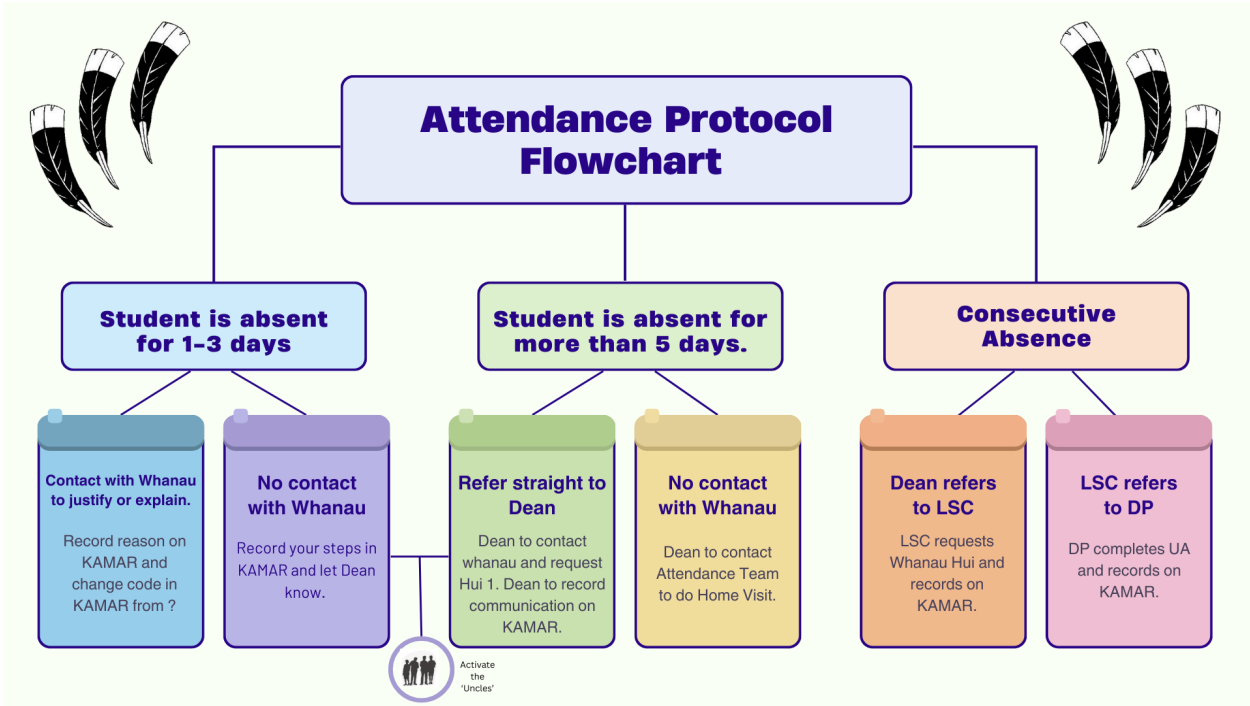 Attendance Protocol
Flowchart
Student is absent
for 1-3 days
Student is absent for
more than 5 days.
Consecutive
Absence
Contact with Whanau
to justify or explain.
Record reason on
KAMAR and
change code in
KAMAR from ?
No contact
with Whanau
Record your steps in
KAMAR and let Dean
know.
Refer straight to
Dean
Dean to contact
whanau and request
Hui 1. Dean to record
communication on
KAMAR.
No contact
with Whanau
Dean to contact
Attendance Team
to do Home Visit.
Dean refers
to LSC
LSC requests
Whanau Hui and
records on
KAMAR.
LSC refers
to DP
DP completes UA
and records on
KAMAR.
Activate
the
'Uncles'